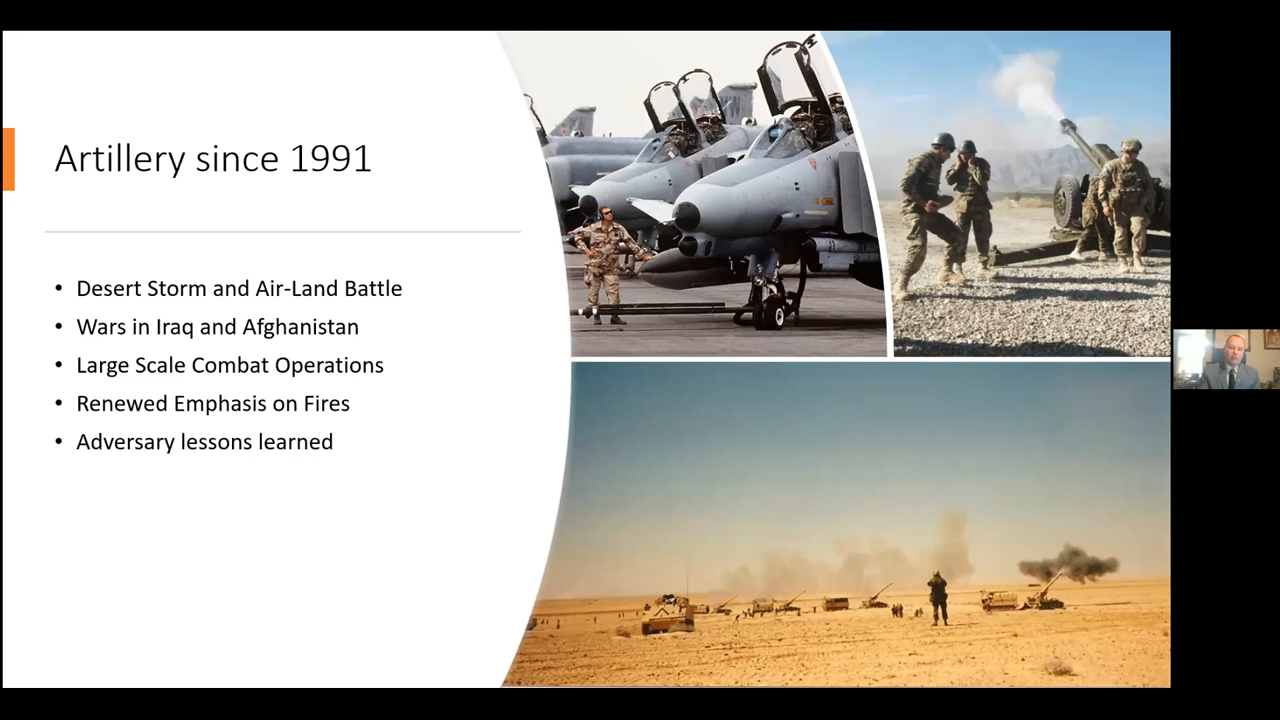 Artillery since 1991
• Desert Storm and Air-Land Battle
• Wars in Iraq and Afghanistan
• Large Scale Combat Operations
• Renewed Emphasis on Fires
• Adversary lessons learned